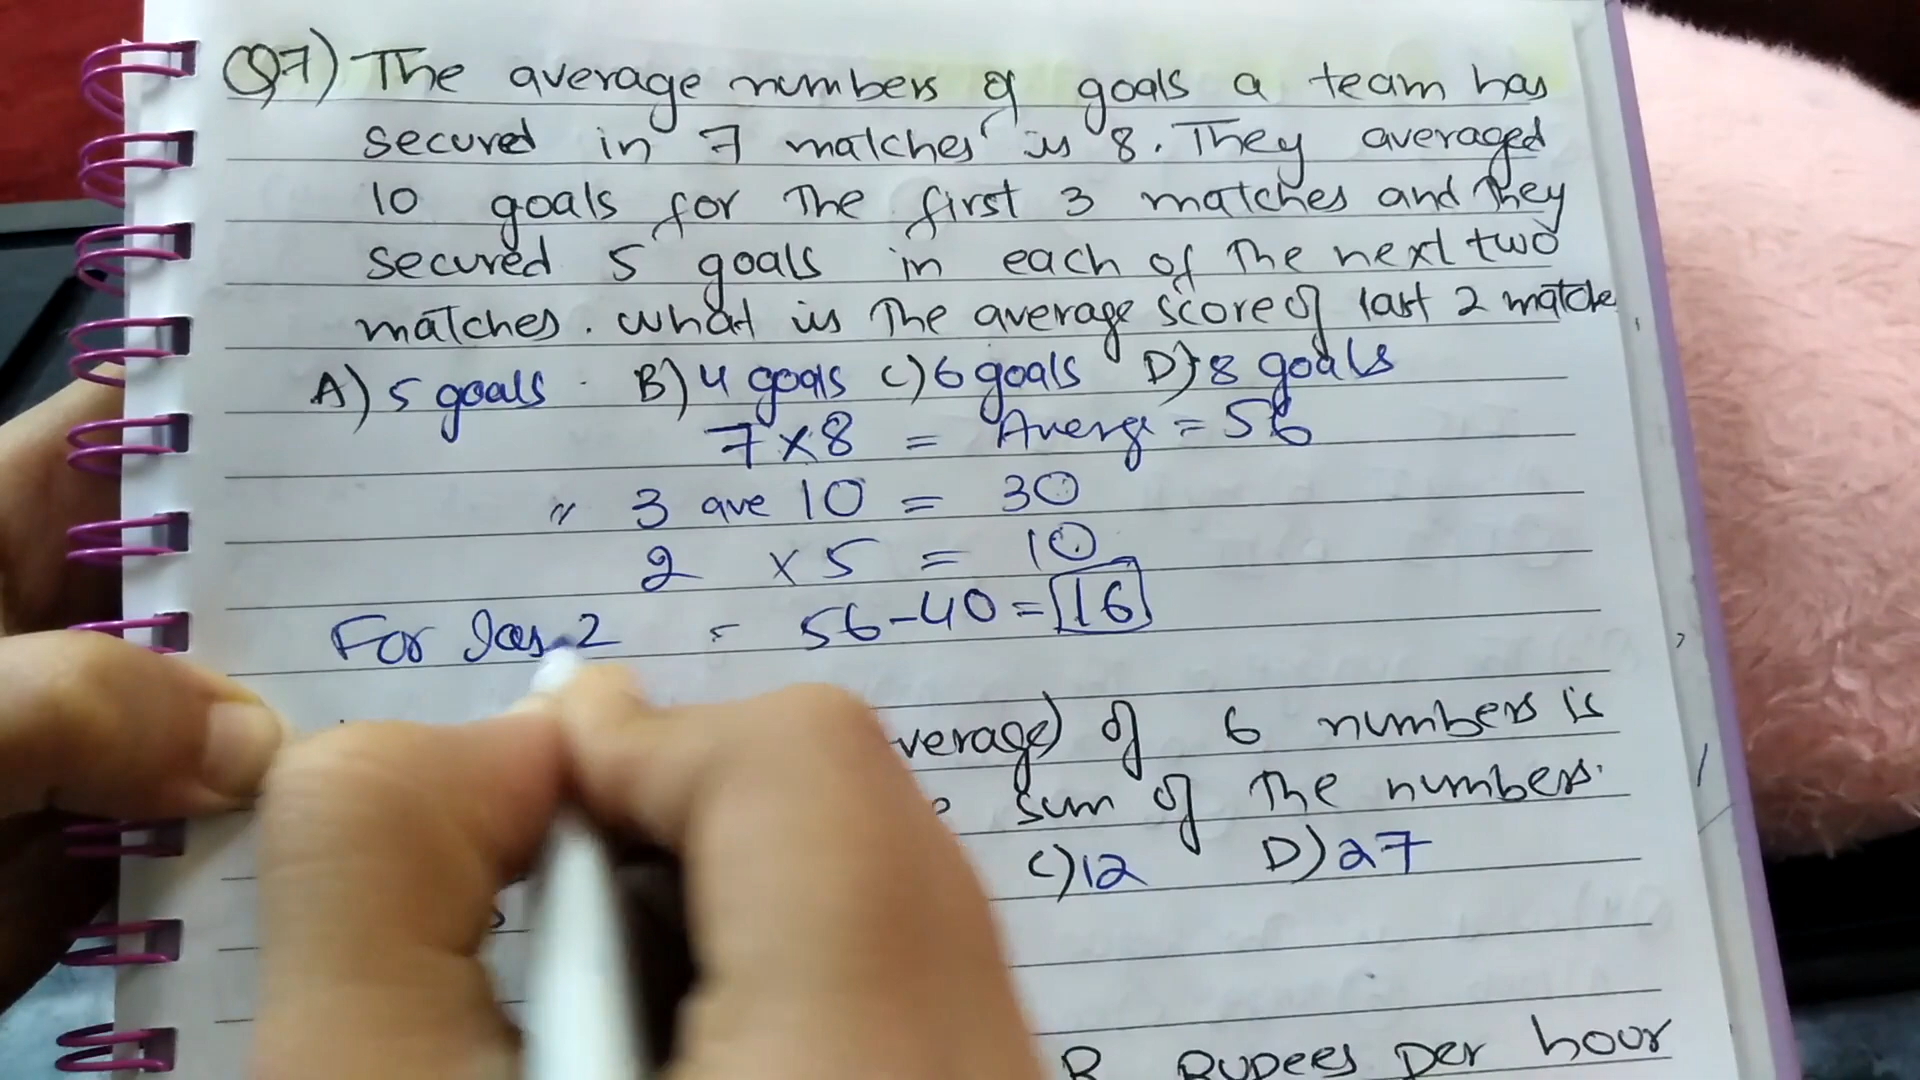 Q7) The average numbers of goals a team has
secured in 7 matches is 8. They averaged
10 goals for the first 3 matches and they
secured 5 goals in each of the next two
matches. what is the average score of last 2 matche
A) 5 goals B) 4 goals C) 6 goals D) 8 goals
7 × 8 = Averge = 56
" 3 ave 10 = 30
2 × 5 = 10
For las 2 = 56-40 = 16
verage) of 6 numbers is
sum of the numbers.
C) 12 D) 27
R Rupees Per hour